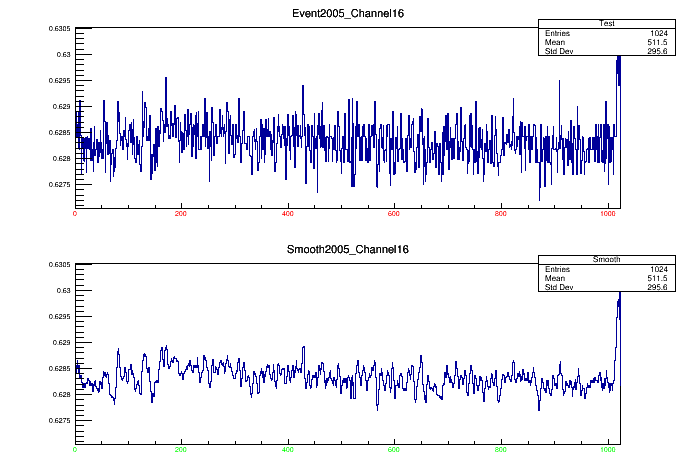 Event2005_Channel16
Test
Entries 1024
Mean 511.5
Std Dev 295.6
0.6305
0.63
0.6295
0.629
0.6285
0.628
0.6275
0 200 400 600 800 1000
Smooth2005_Channel16
Smooth
Entries 1024
Mean 511.5
Std Dev 295.6
0.6305
0.63
0.6295
0.629
0.6285
0.628
0.6275
0 200 400 600 800 1000